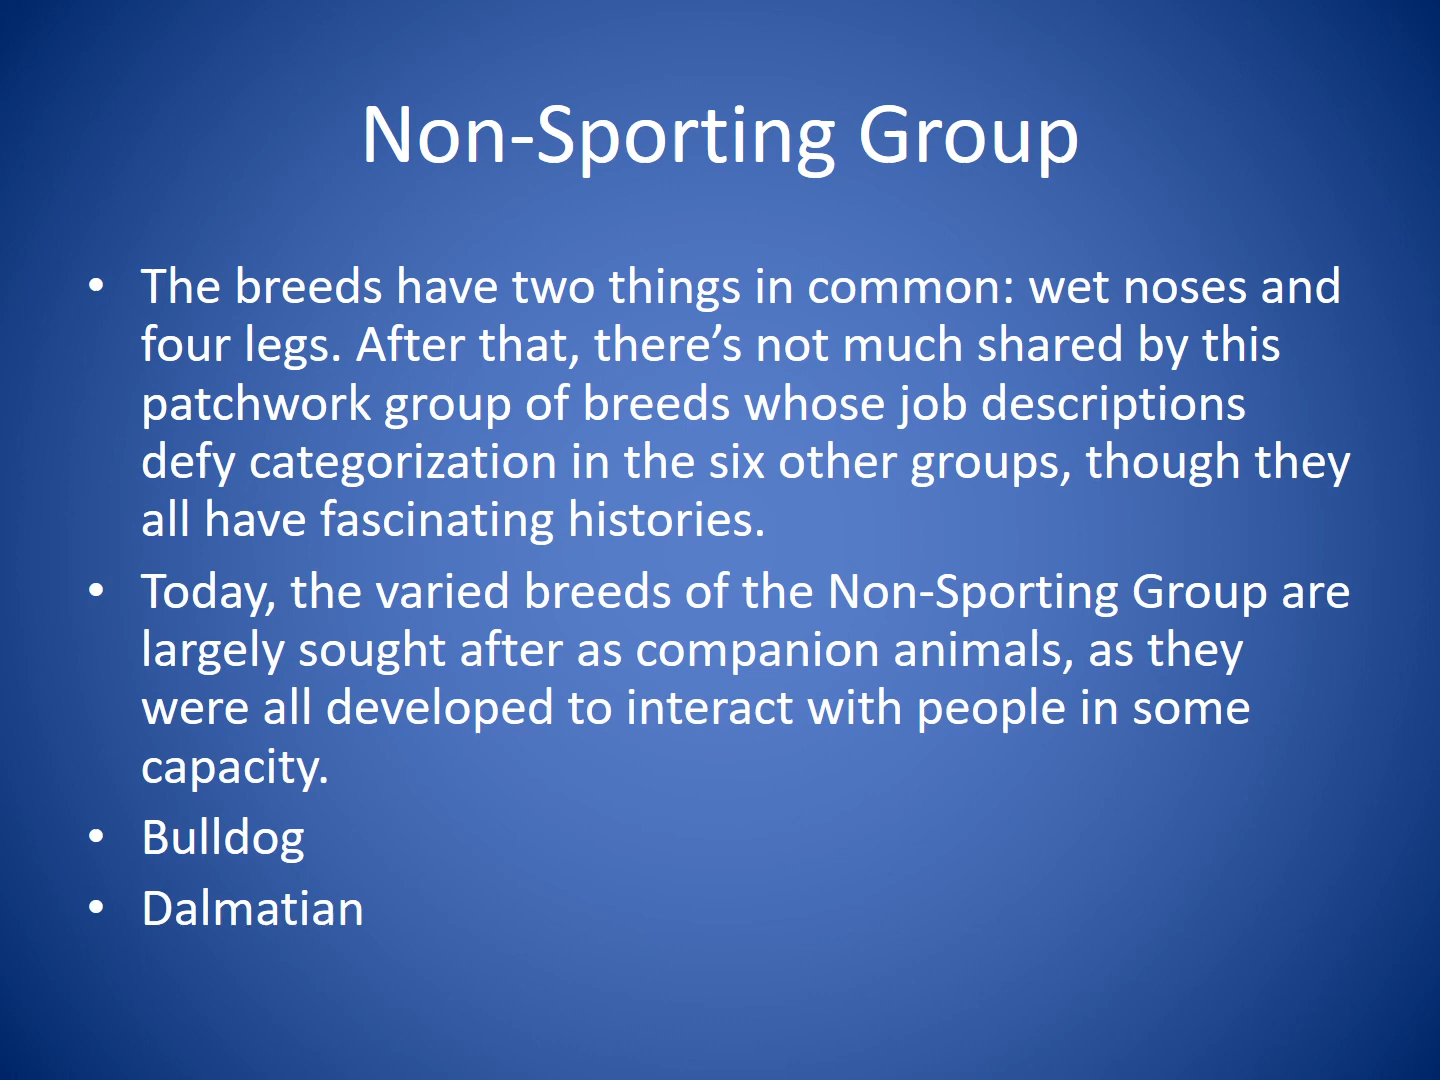 Non-Sporting Group
• The breeds have two things in common: wet noses and
four legs. After that, there’s not much shared by this
patchwork group of breeds whose job descriptions
defy categorization in the six other groups, though they
all have fascinating histories.
• Today, the varied breeds of the Non-Sporting Group are
largely sought after as companion animals, as they
were all developed to interact with people in some
capacity.
• Bulldog
• Dalmatian